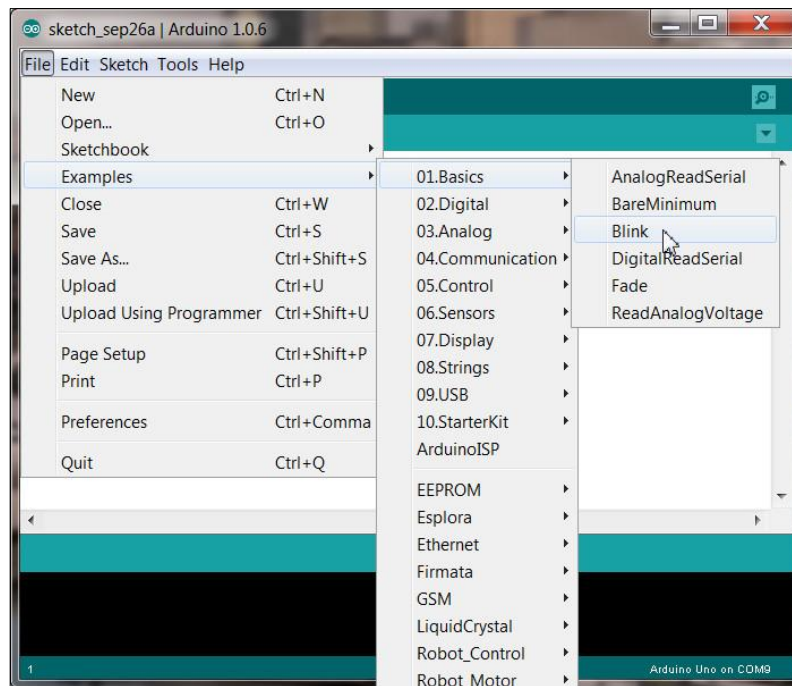 sketch_sep26a | Arduino 1.0.6
File Edit Sketch Tools Help
New Ctrl+N
Open... Ctrl+O
Sketchbook
Examples
Close Ctrl+W
Save Ctrl+S
Save As... Ctrl+Shift+S
Upload Ctrl+U
Upload Using Programmer Ctrl+Shift+U
Page Setup Ctrl+Shift+P
Print Ctrl+P
Preferences Ctrl+Comma
Quit Ctrl+Q
01.Basics
02.Digital
03.Analog
04.Communication
05.Control
06.Sensors
07.Display
08.Strings
09.USB
10.StarterKit
ArduinoISP
EEPROM
Esplora
Ethernet
Firmata
GSM
LiquidCrystal
Robot_Control
Robot_Motor
AnalogReadSerial
BareMinimum
Blink
DigitalReadSerial
Fade
ReadAnalogVoltage
1
Arduino Uno on COM9